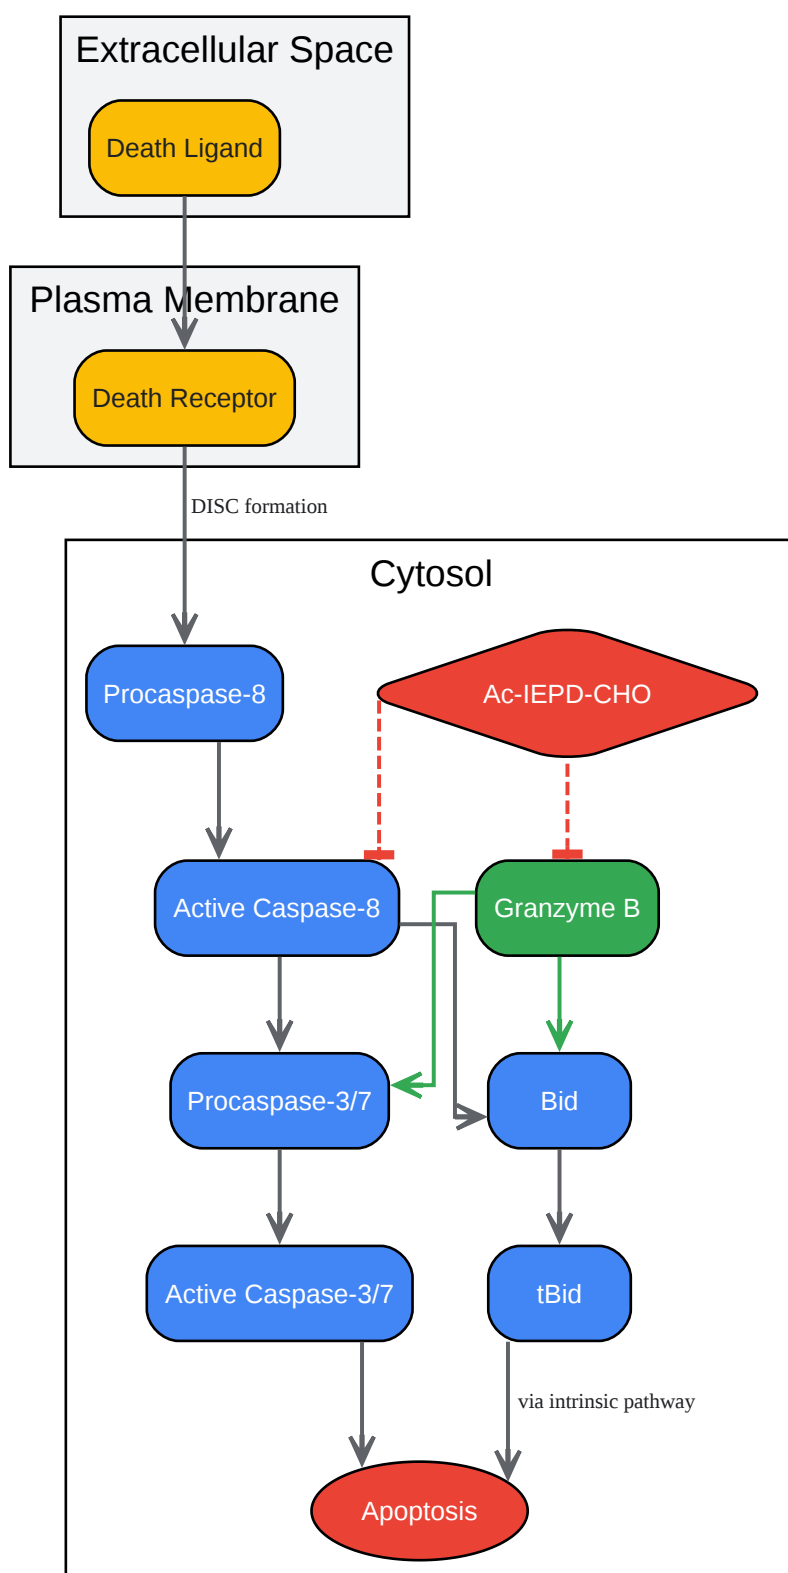 Extracellular Space
Death Ligand
Plasma Membrane
Death Receptor
DISC formation
Cytosol
Procaspase-8
Ac-IEPD-CHO
Active Caspase-8
Granzyme B
Procaspase-3/7
Bid
Active Caspase-3/7
tBid
via intrinsic pathway
Apoptosis